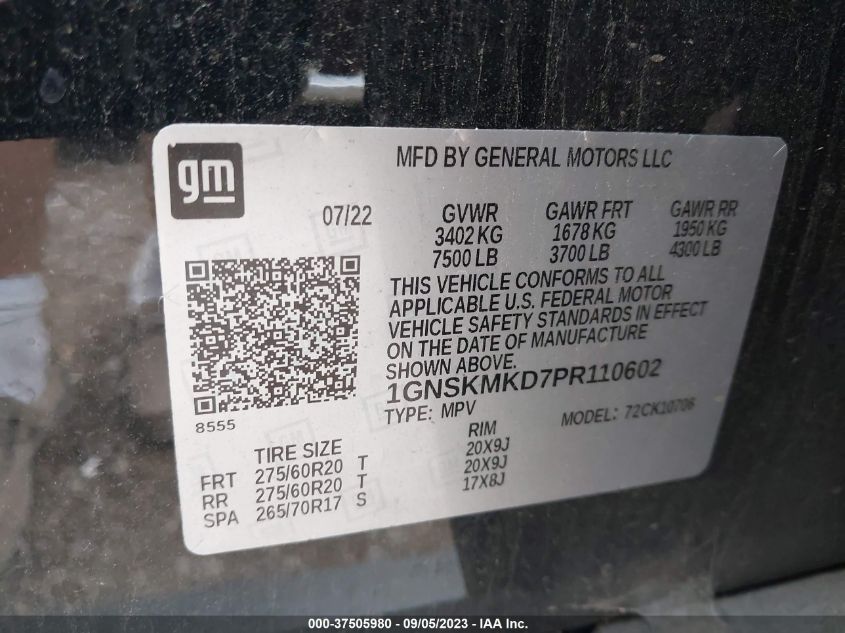 gm
MFD BY GENERAL MOTORS LLC
07/22
GVWR GAWR FRT GAWR RR
3402 KG 1678 KG 1950 KG
7500 LB 3700 LB 4300 LB
THIS VEHICLE CONFORMS TO ALL
APPLICABLE U.S. FEDERAL MOTOR
VEHICLE SAFETY STANDARDS IN EFFECT
ON THE DATE OF MANUFACTURE
SHOWN ABOVE.
1GNSKMKD7PR110602
TYPE: MPV MODEL: 72CK10706
8555
TIRE SIZE RIM
FRT 275/60R20 T 20X9J
RR 275/60R20 T 20X9J
SPA 265/70R17 S 17X8J
000-37505980 - 09/05/2023 - IAA Inc.